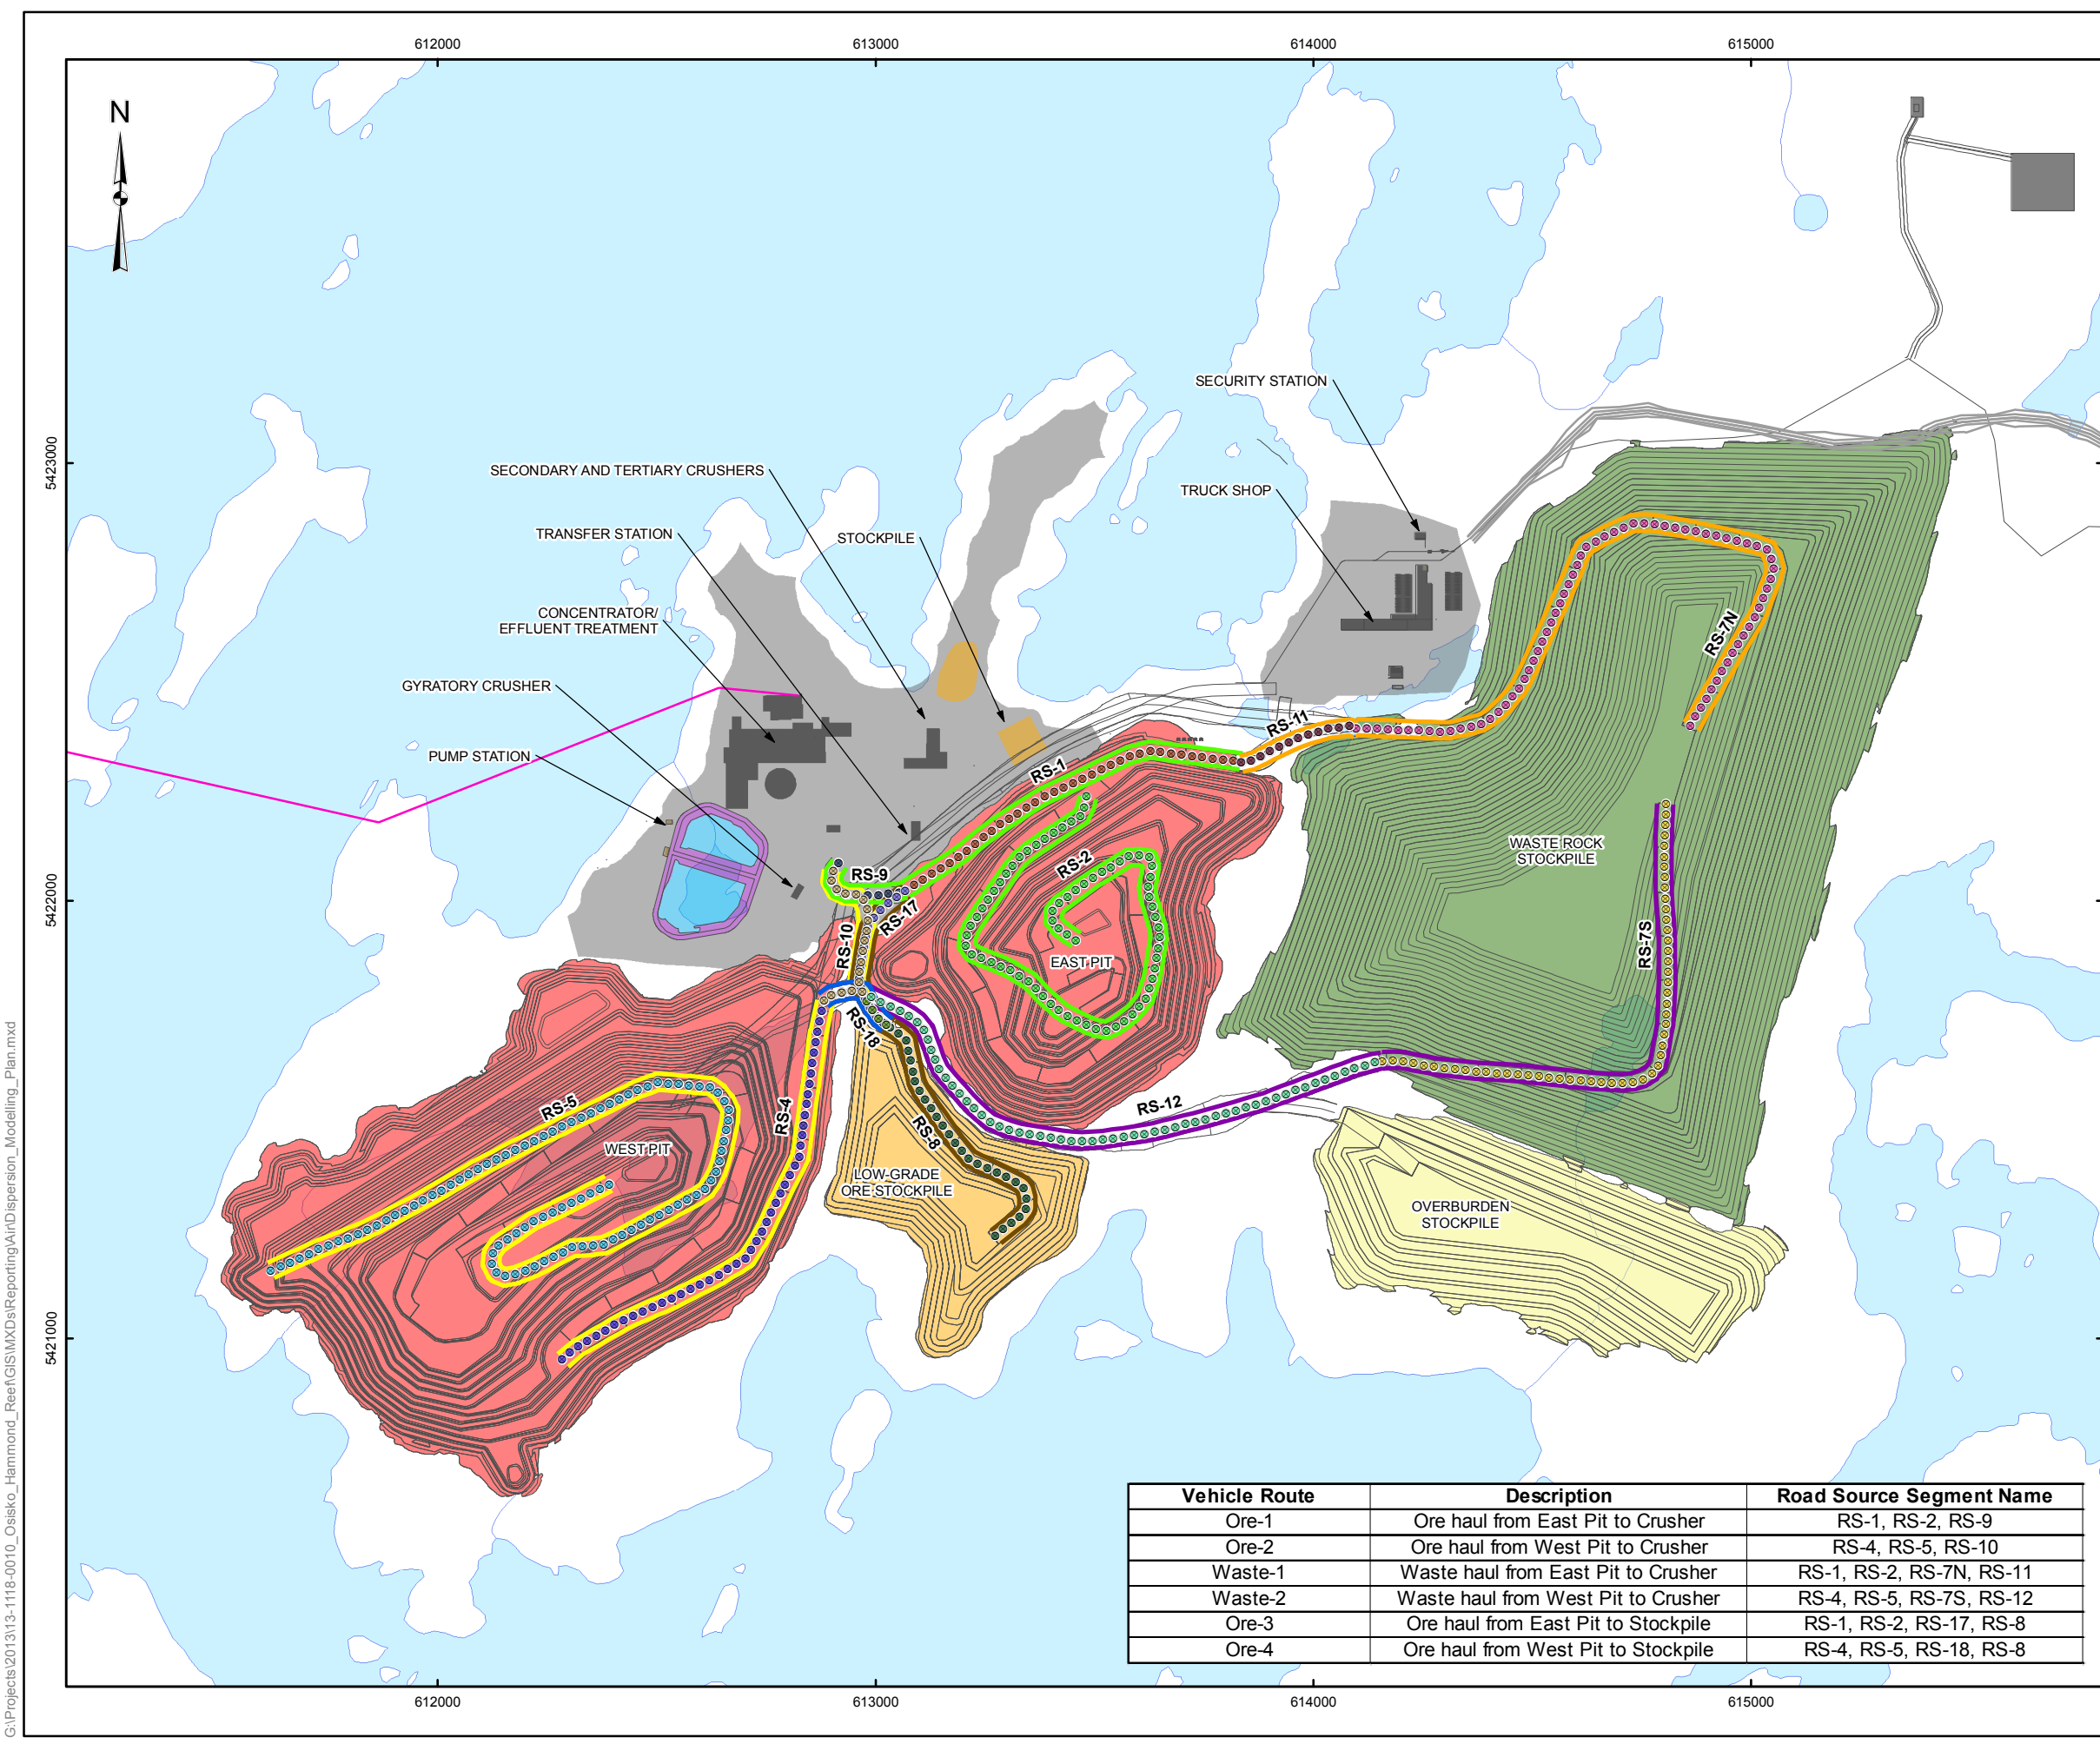 612000 613000 614000 615000
N
SECURITY STATION
5423000
SECONDARY AND TERTIARY CRUSHERS
TRUCK SHOP
TRANSFER STATION
STOCKPILE
CONCENTRATOR/
EFFLUENT TREATMENT
RS-7N
GYRATORY CRUSHER
RS-11
PUMP STATION
RS-1
WASTE ROCK
STOCKPILE
RS-2
RS-9
5422000
RS-17
RS-10
RS-7S
EAST PIT
RS-18
RS-12
RS-5
RS-4
RS-8
WEST PIT
LOW-GRADE
ORE STOCKPILE
OVERBURDEN
STOCKPILE
5421000
Vehicle Route Description Road Source Segment Name
Ore-1 Ore haul from East Pit to Crusher RS-1, RS-2, RS-9
Ore-2 Ore haul from West Pit to Crusher RS-4, RS-5, RS-10
Waste-1 Waste haul from East Pit to Crusher RS-1, RS-2, RS-7N, RS-11
Waste-2 Waste haul from West Pit to Crusher RS-4, RS-5, RS-7S, RS-12
Ore-3 Ore haul from East Pit to Stockpile RS-1, RS-2, RS-17, RS-8
Ore-4 Ore haul from West Pit to Stockpile RS-4, RS-5, RS-18, RS-8
612000 613000 614000 615000
G:\Projects\2013\13-1118-0010_Osisko_Hammond_Reef\GIS\MXDs\Reporting\Air\Dispersion_Modelling_Plan.mxd